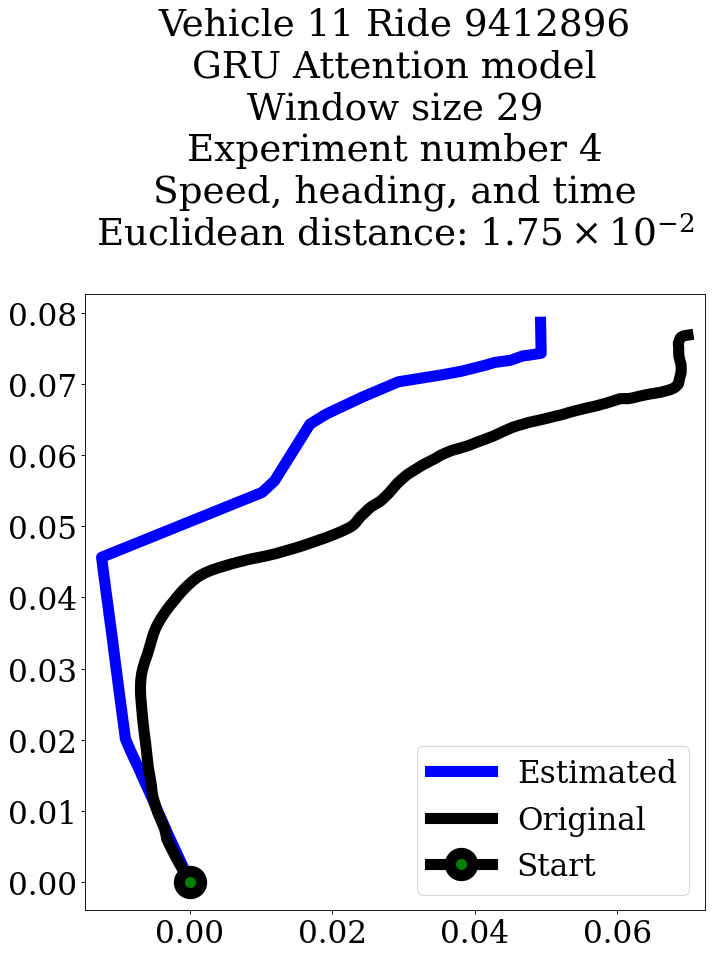 Vehicle 11 Ride 9412896
GRU Attention model
Window size 29
Experiment number 4
Speed, heading, and time
Euclidean distance: 1.75 × 10⁻²
0.08
0.07
0.06
0.05
0.04
0.03
0.02
0.01
0.00
Estimated
Original
Start
0.00 0.02 0.04 0.06